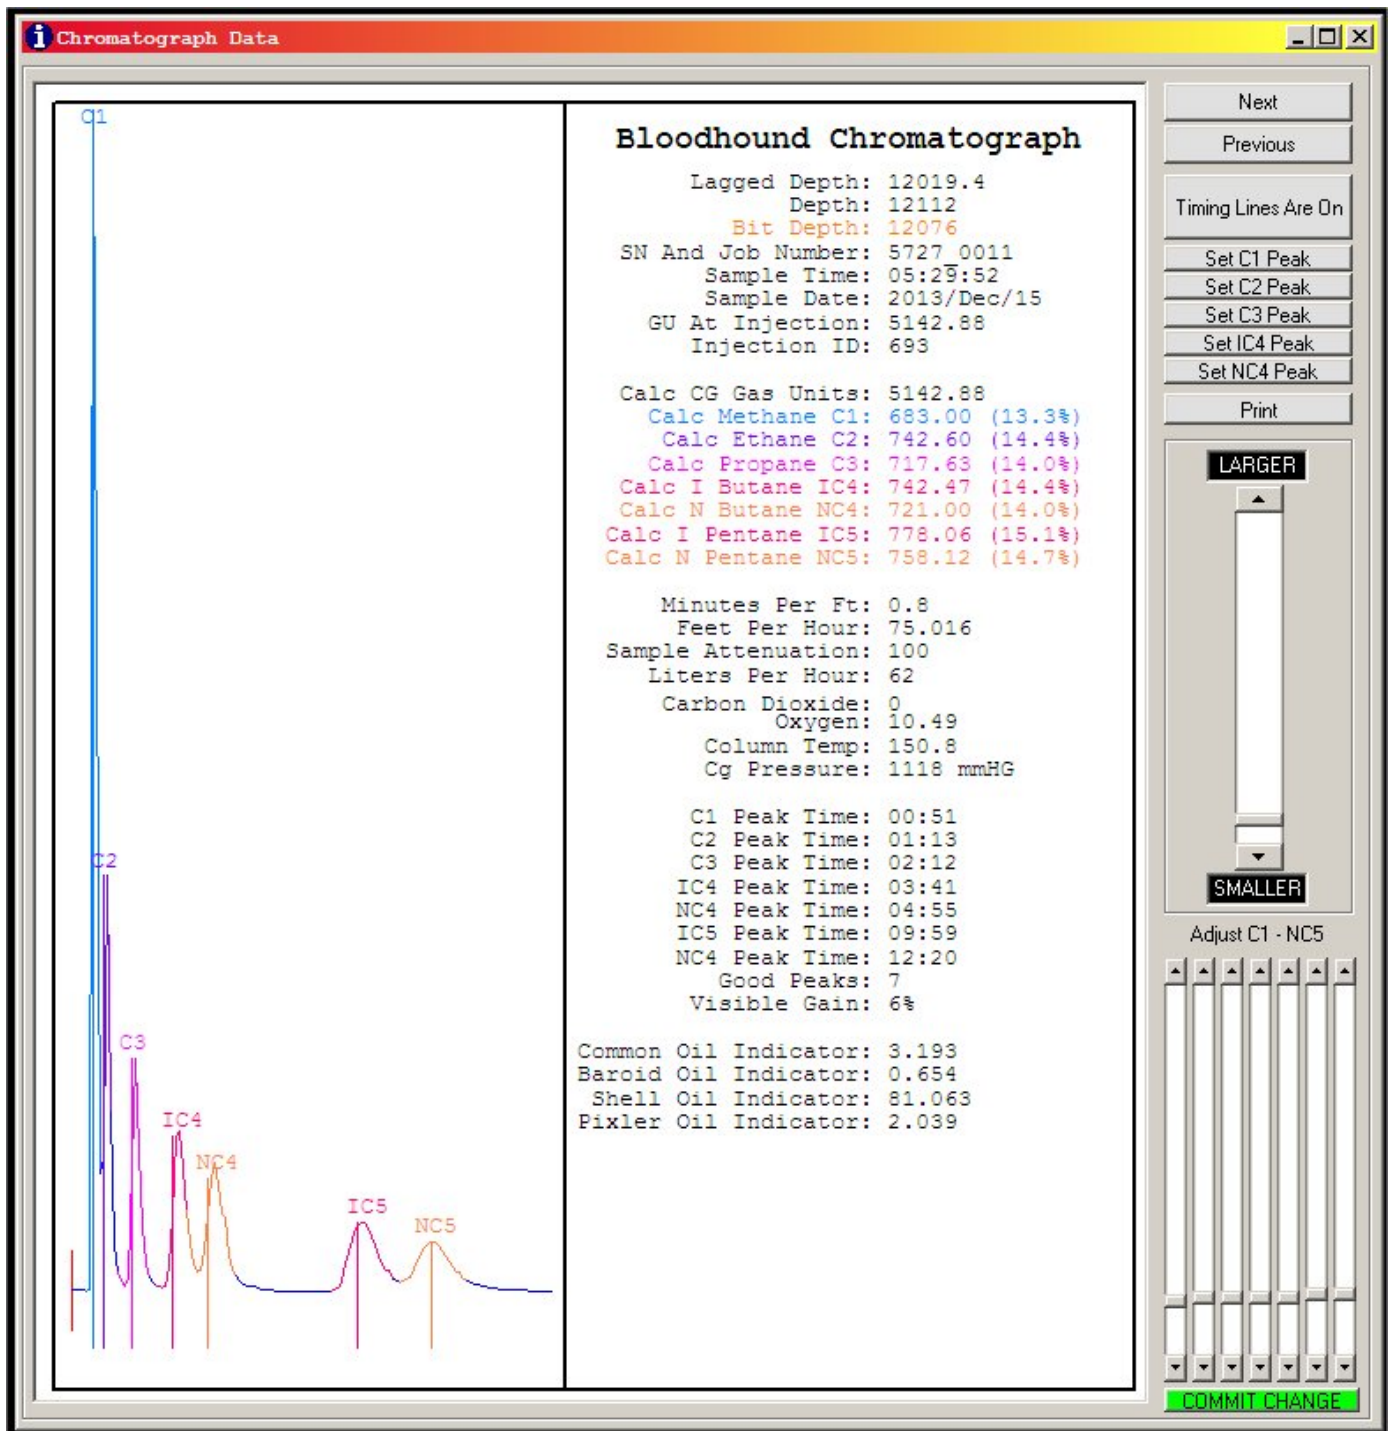 Chromatograph Data
C1
C2
C3
IC4
NC4
IC5
NC5
Bloodhound Chromatograph
Lagged Depth: 12019.4
Depth: 12112
Bit Depth: 12076
SN And Job Number: 5727_0011
Sample Time: 05:29:52
Sample Date: 2013/Dec/15
GU At Injection: 5142.88
Injection ID: 693
Calc CG Gas Units: 5142.88
Calc Methane C1: 683.00 (13.3%)
Calc Ethane C2: 742.60 (14.4%)
Calc Propane C3: 717.63 (14.0%)
Calc I Butane IC4: 742.47 (14.4%)
Calc N Butane NC4: 721.00 (14.0%)
Calc I Pentane IC5: 778.06 (15.1%)
Calc N Pentane NC5: 758.12 (14.7%)
Minutes Per Ft: 0.8
Feet Per Hour: 75.016
Sample Attenuation: 100
Liters Per Hour: 62
Carbon Dioxide: 0
Oxygen: 10.49
Column Temp: 150.8
Cg Pressure: 1118 mmHG
C1 Peak Time: 00:51
C2 Peak Time: 01:13
C3 Peak Time: 02:12
IC4 Peak Time: 03:41
NC4 Peak Time: 04:55
IC5 Peak Time: 09:59
NC4 Peak Time: 12:20
Good Peaks: 7
Visible Gain: 6%
Common Oil Indicator: 3.193
Baroid Oil Indicator: 0.654
Shell Oil Indicator: 81.063
Pixler Oil Indicator: 2.039
Next
Previous
Timing Lines Are On
Set C1 Peak
Set C2 Peak
Set C3 Peak
Set IC4 Peak
Set NC4 Peak
Print
LARGER
SMALLER
Adjust C1 - NC5
COMMIT CHANGE